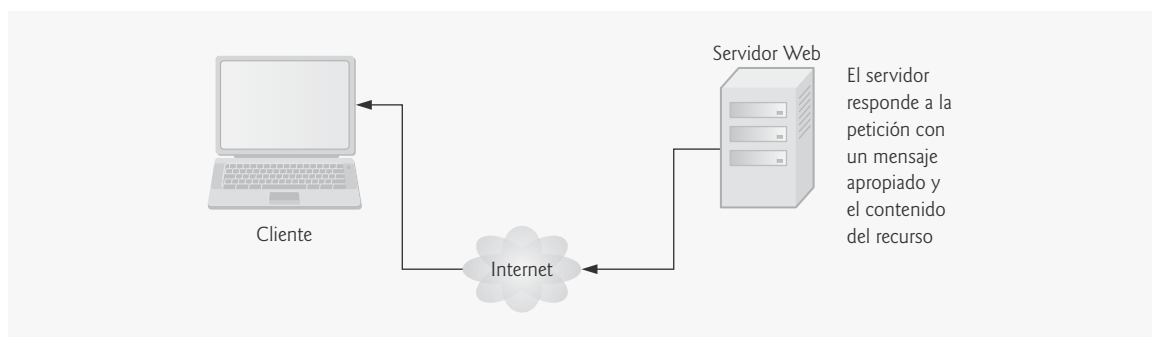 Servidor Web
El servidor
responde a la
petición con
un mensaje
apropiado y
el contenido
del recurso
Cliente
Internet